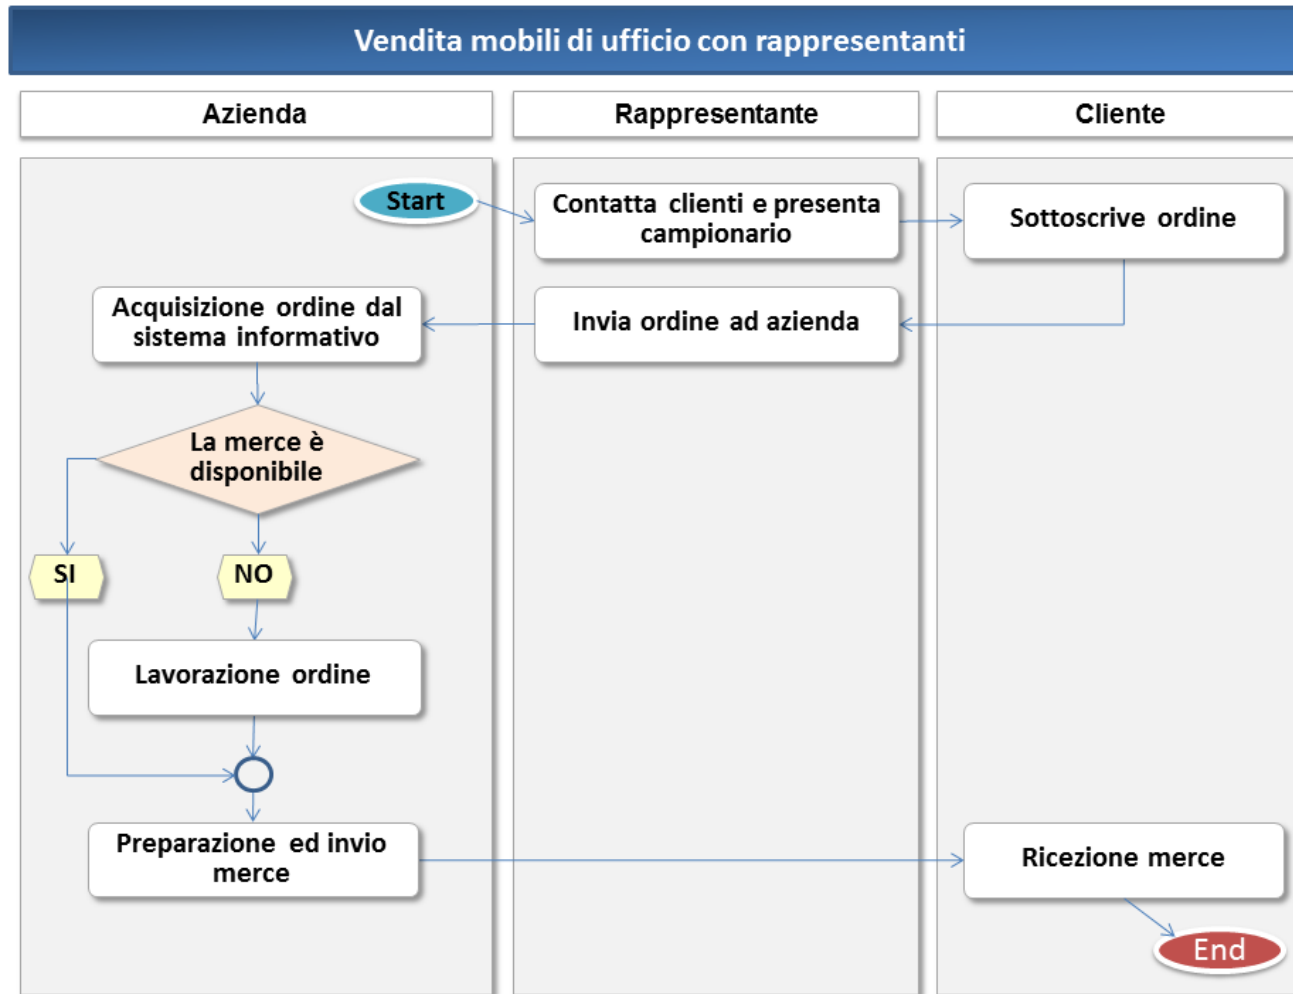 Vendita mobili di ufficio con rappresentanti
Azienda
Rappresentante
Cliente
Start
Contatta clienti e presenta
campionario
Sottoscrive ordine
Acquisizione ordine dal
sistema informativo
Invia ordine ad azienda
La merce è
disponibile
SI
NO
Lavorazione ordine
Preparazione ed invio
merce
Ricezione merce
End